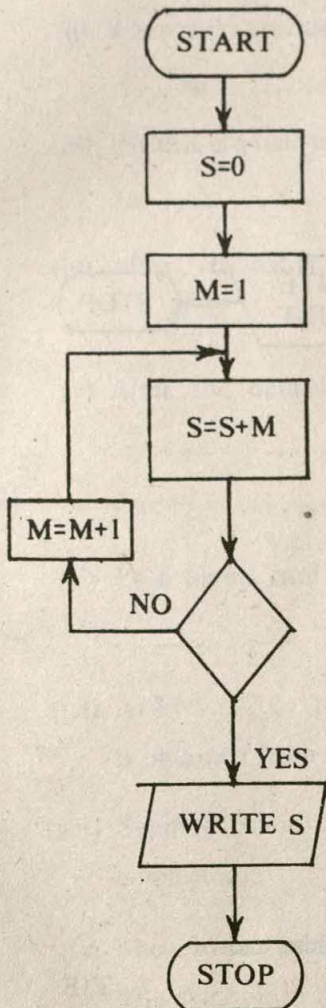 START
S=0
M=1
S=S+M
M=M+1
NO
YES
WRITE S
STOP